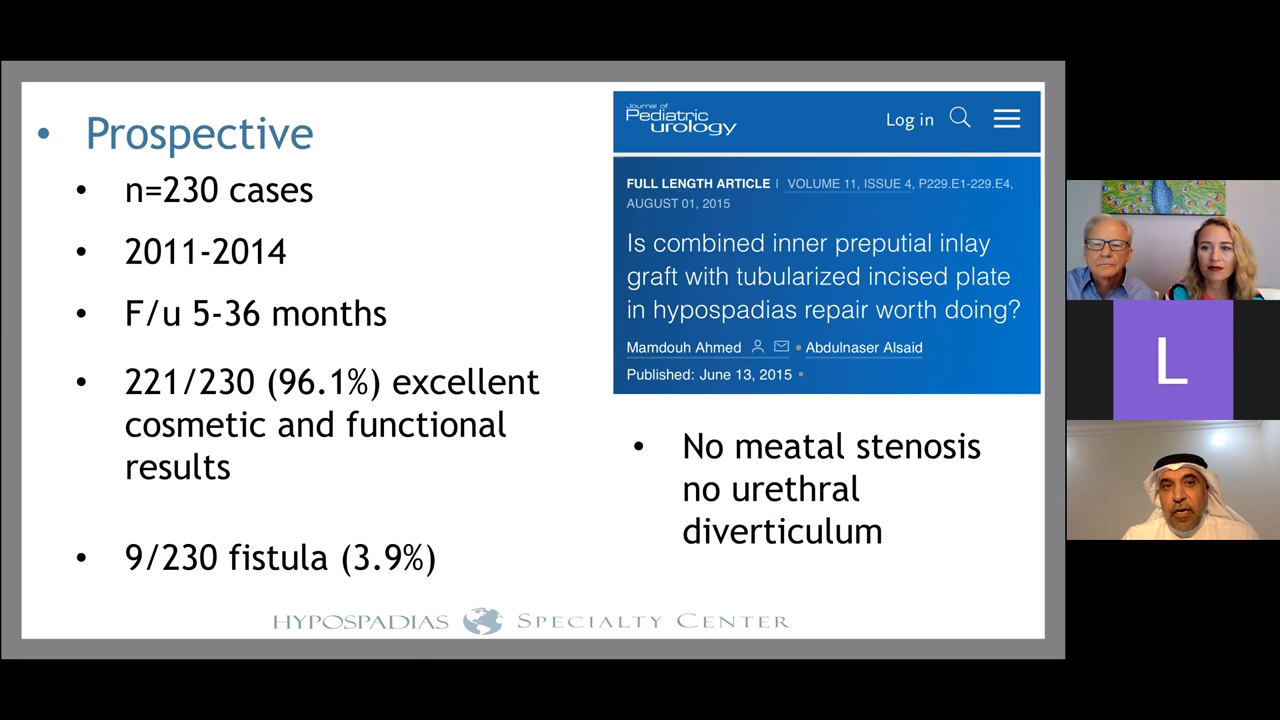 • Prospective
• n=230 cases
• 2011-2014
• F/u 5-36 months
• 221/230 (96.1%) excellent
cosmetic and functional
results
• 9/230 fistula (3.9%)
Journal of
Pediatric
urology
Log in
FULL LENGTH ARTICLE | VOLUME 11, ISSUE 4, P229.E1-229.E4,
AUGUST 01, 2015
Is combined inner preputial inlay
graft with tubularized incised plate
in hypospadias repair worth doing?
Mamdouh Ahmed • Abdulnaser Alsaid
Published: June 13, 2015 •
• No meatal stenosis
no urethral
diverticulum
HYPOSPADIAS SPECIALTY CENTER
L